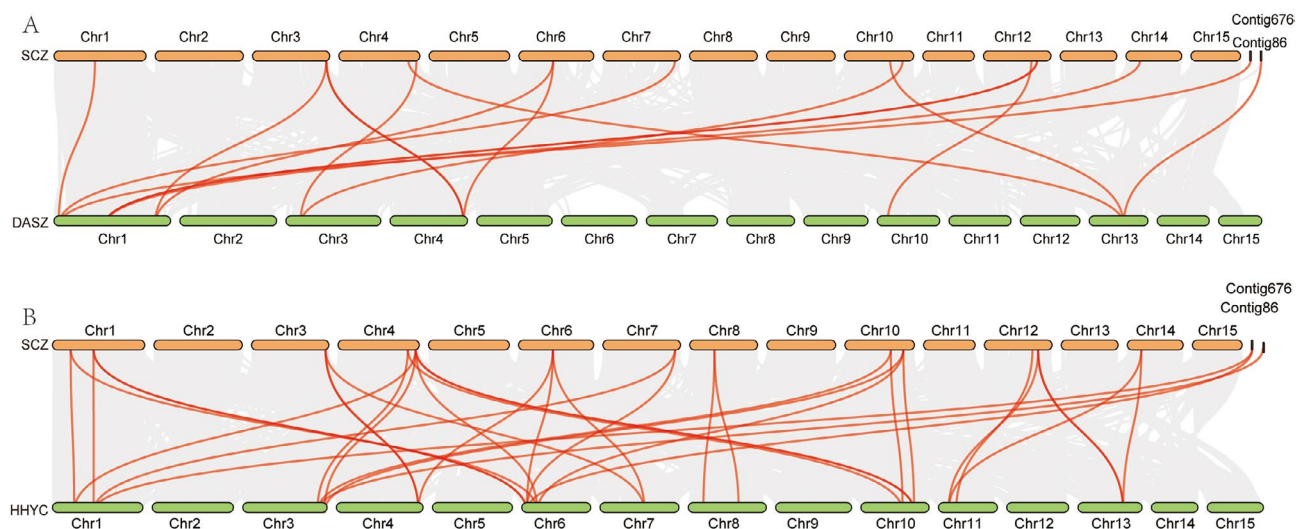 A
Contig676
Chr1 Chr2 Chr3 Chr4 Chr5 Chr6 Chr7 Chr8 Chr9 Chr10 Chr11 Chr12 Chr13 Chr14 Chr15 Contig86
SCZ
DASZ
Chr1 Chr2 Chr3 Chr4 Chr5 Chr6 Chr7 Chr8 Chr9 Chr10 Chr11 Chr12 Chr13 Chr14 Chr15
Contig676
B Contig86
Chr1 Chr2 Chr3 Chr4 Chr5 Chr6 Chr7 Chr8 Chr9 Chr10 Chr11 Chr12 Chr13 Chr14 Chr15
SCZ
HHYC
Chr1 Chr2 Chr3 Chr4 Chr5 Chr6 Chr7 Chr8 Chr9 Chr10 Chr11 Chr12 Chr13 Chr14 Chr15